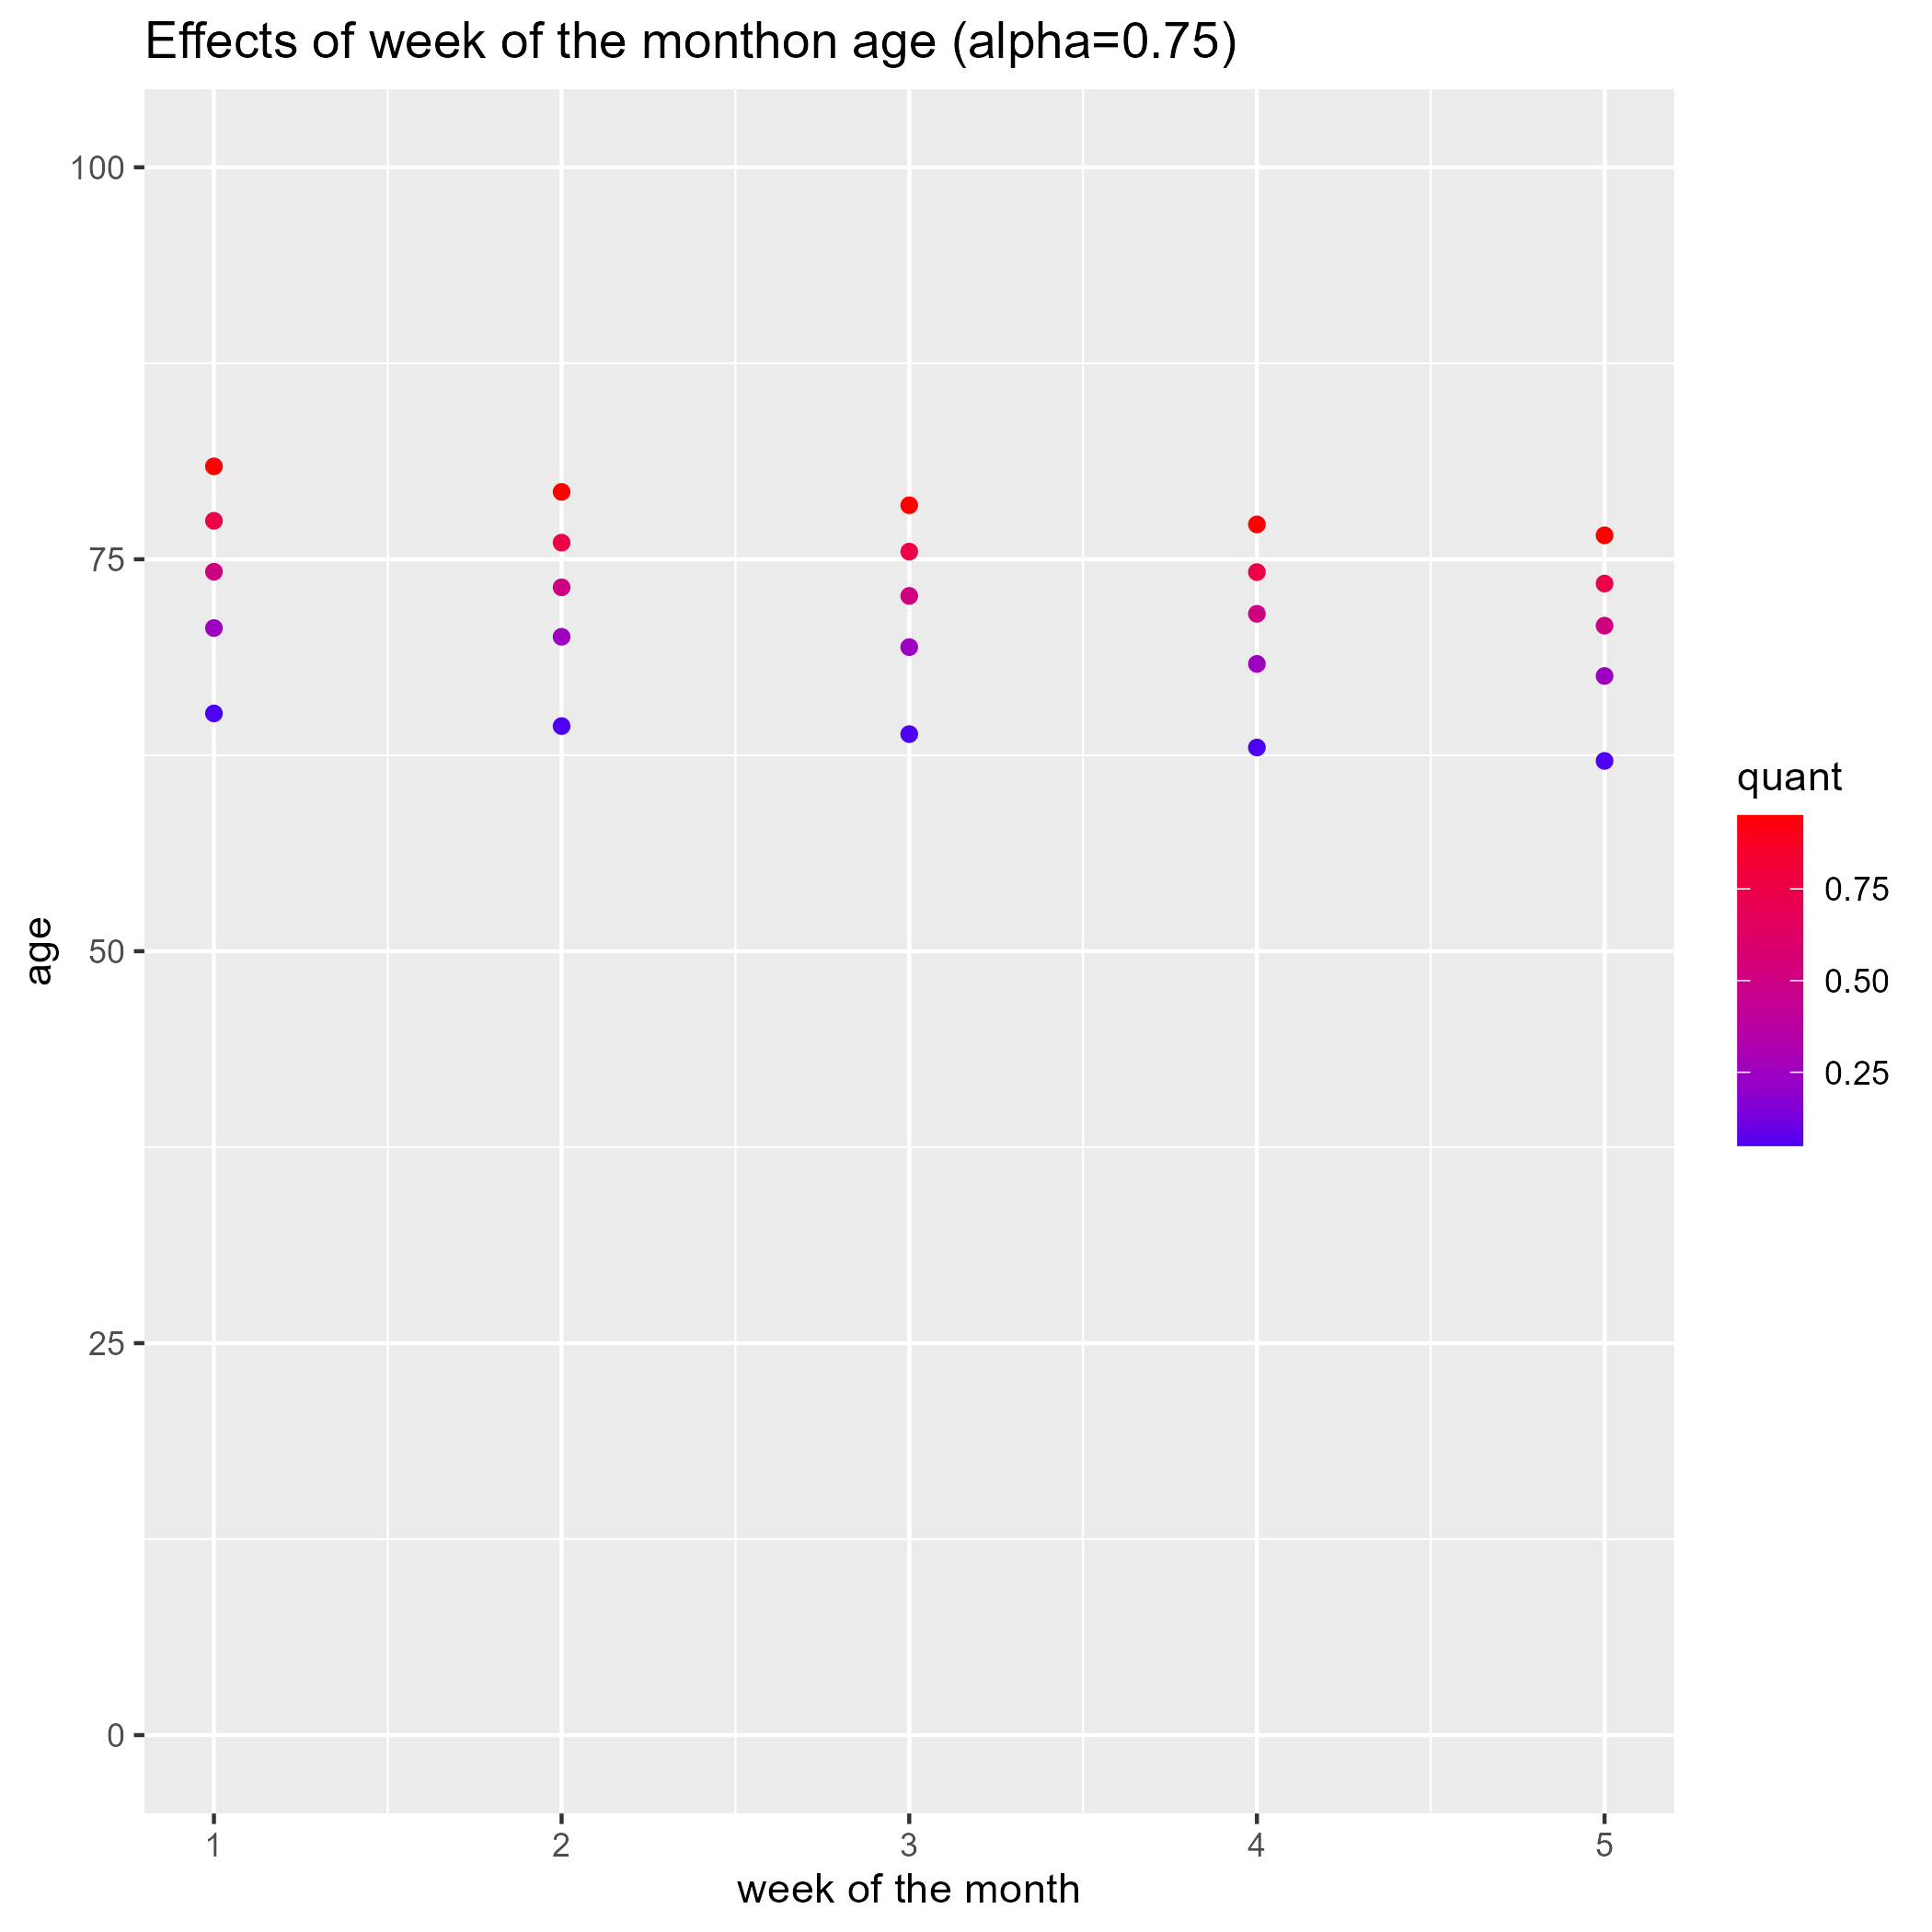 Effects of week of the monthon age (alpha=0.75)
100
75
50
25
0
age
1 2 3 4 5
week of the month
quant
0.75
0.50
0.25